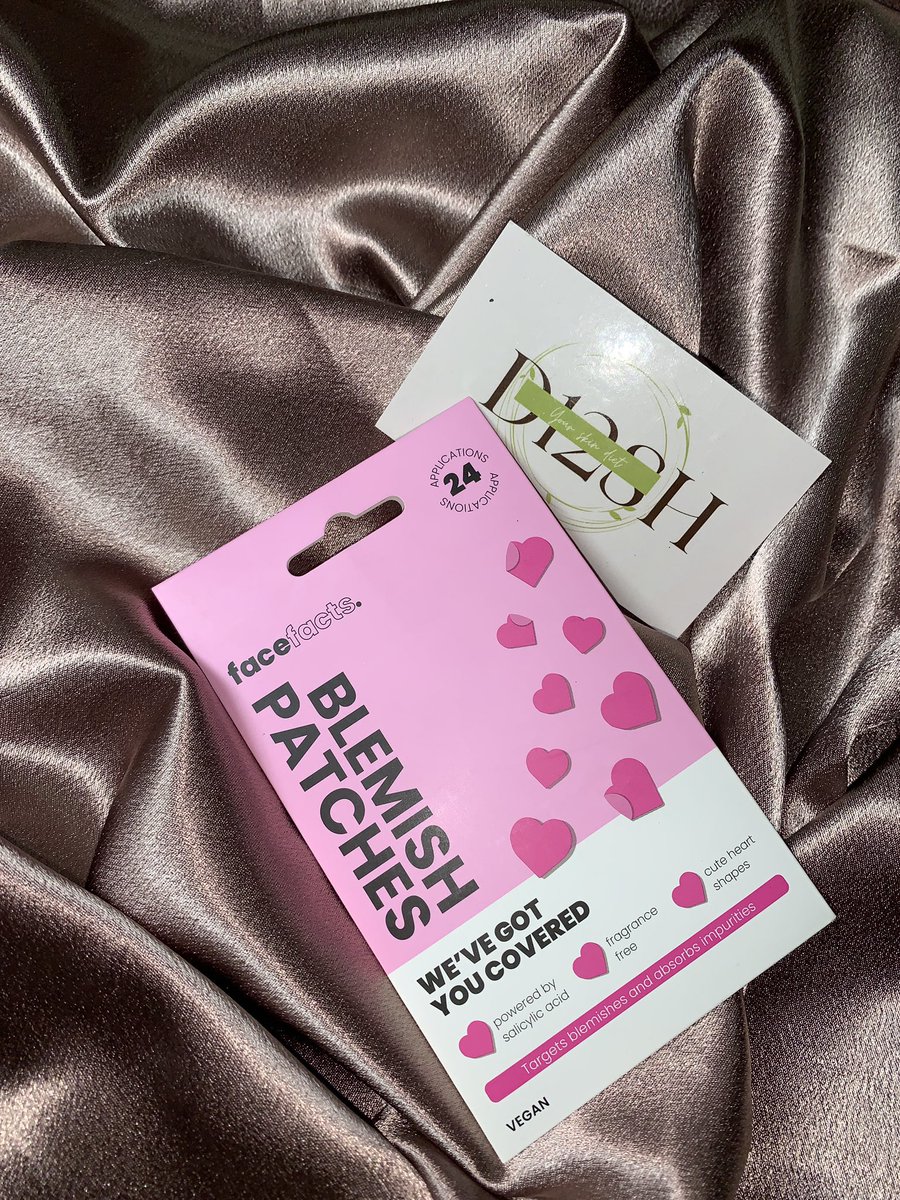 D12SH
Your skin diet
APPLICATIONS
24
APPLICATIONS
facefacts.
BLEMISH
PATCHES
WE'VE GOT
YOU COVERED
powered by
salicylic acid
fragrance
free
cute heart
shapes
Targets blemishes and absorbs impurities
VEGAN